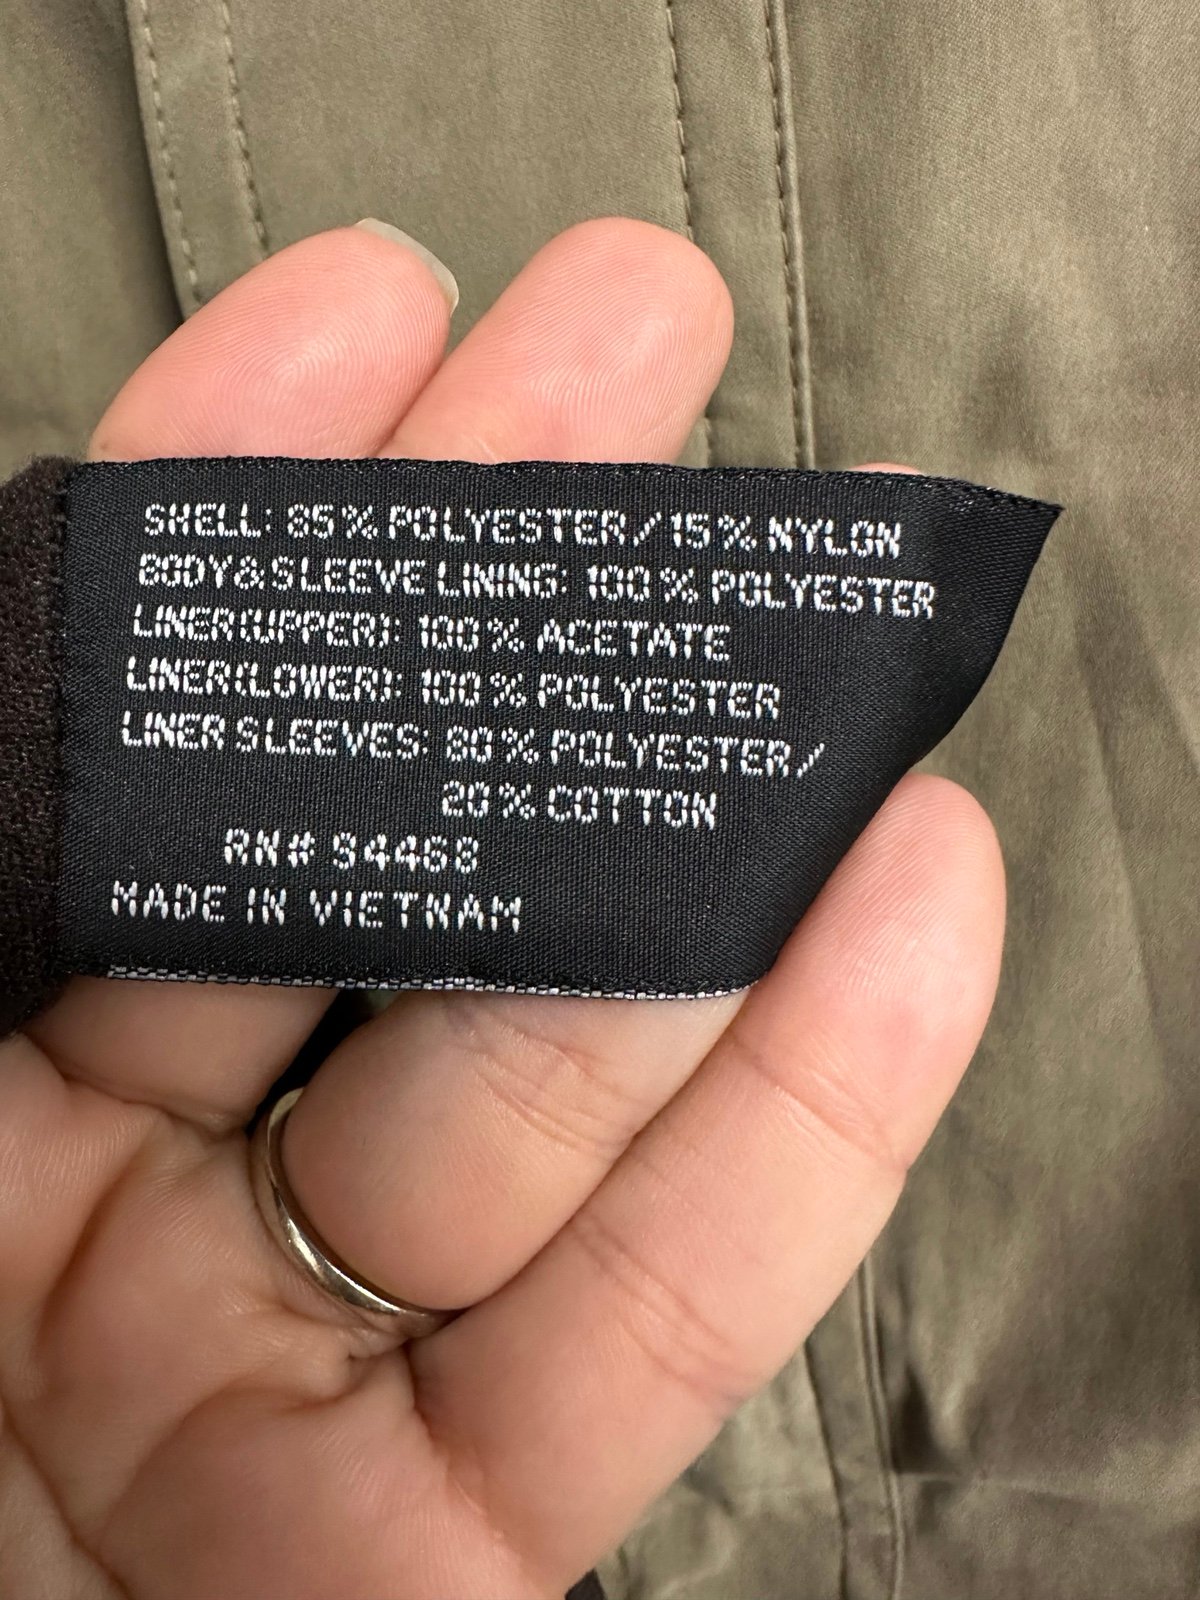 SHELL: 85% POLYESTER / 15% NYLON
BODY & SLEEVE LINING: 100% POLYESTER
LINER(UPPER): 100% ACETATE
LINER(LOWER): 100% POLYESTER
LINER SLEEVES: 80% POLYESTER/
20% COTTON
RN# 94468
MADE IN VIETNAM